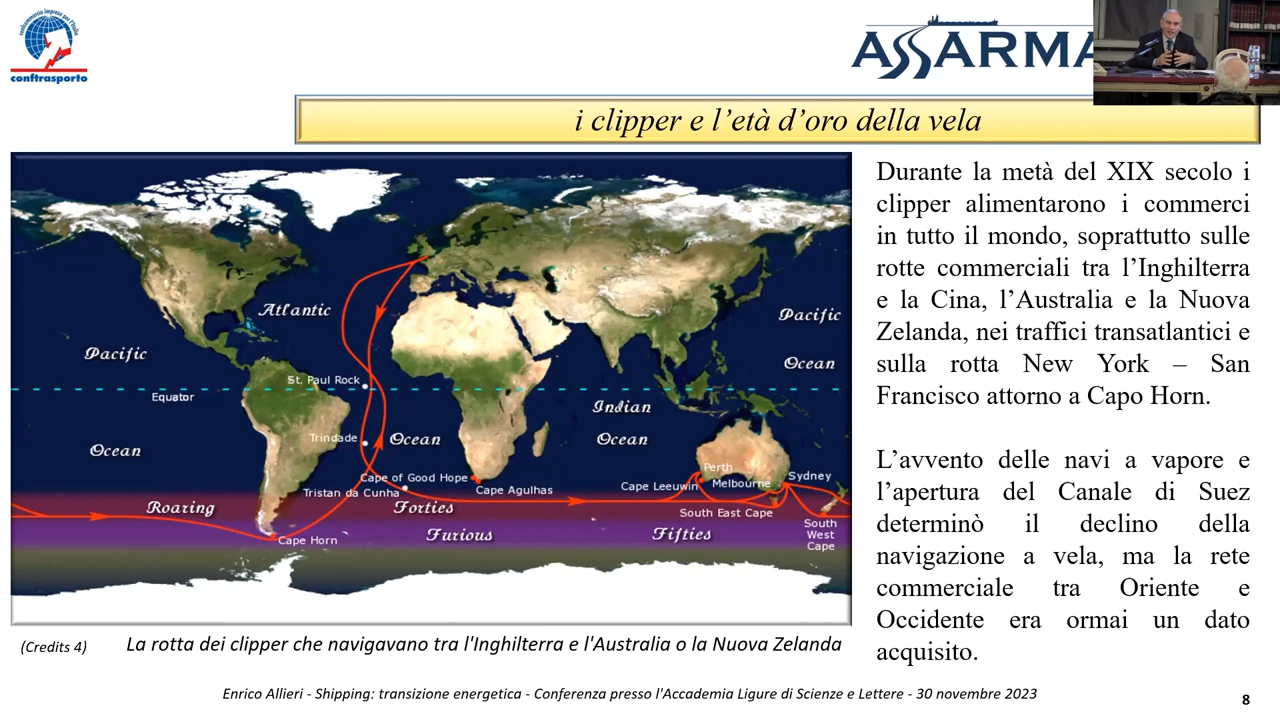 confcommercio imprese per l'italia
conftrasporto
ASSARMA
i clipper e l'età d'oro della vela
Atlantic
Pacific
Pacific
Ocean
St. Paul Rock
Equator
Indian
Ocean
Trindade
Ocean
Ocean
Cape of Good Hope
Perth
Sydney
Tristan da Cunha
Cape Agulhas
Cape Leeuwin
Melbourne
Roaring
Forties
South East Cape
South
West
Cape
Cape Horn
Furious
Fifties
Durante la metà del XIX secolo i
clipper alimentarono i commerci
in tutto il mondo, soprattutto sulle
rotte commerciali tra l'Inghilterra
e la Cina, l'Australia e la Nuova
Zelanda, nei traffici transatlantici e
sulla rotta New York – San
Francisco attorno a Capo Horn.
L'avvento delle navi a vapore e
l'apertura del Canale di Suez
determinò il declino della
navigazione a vela, ma la rete
commerciale tra Oriente e
Occidente era ormai un dato
acquisito.
(Credits 4)
La rotta dei clipper che navigavano tra l'Inghilterra e l'Australia o la Nuova Zelanda
Enrico Allieri - Shipping: transizione energetica - Conferenza presso l'Accademia Ligure di Scienze e Lettere - 30 novembre 2023
8